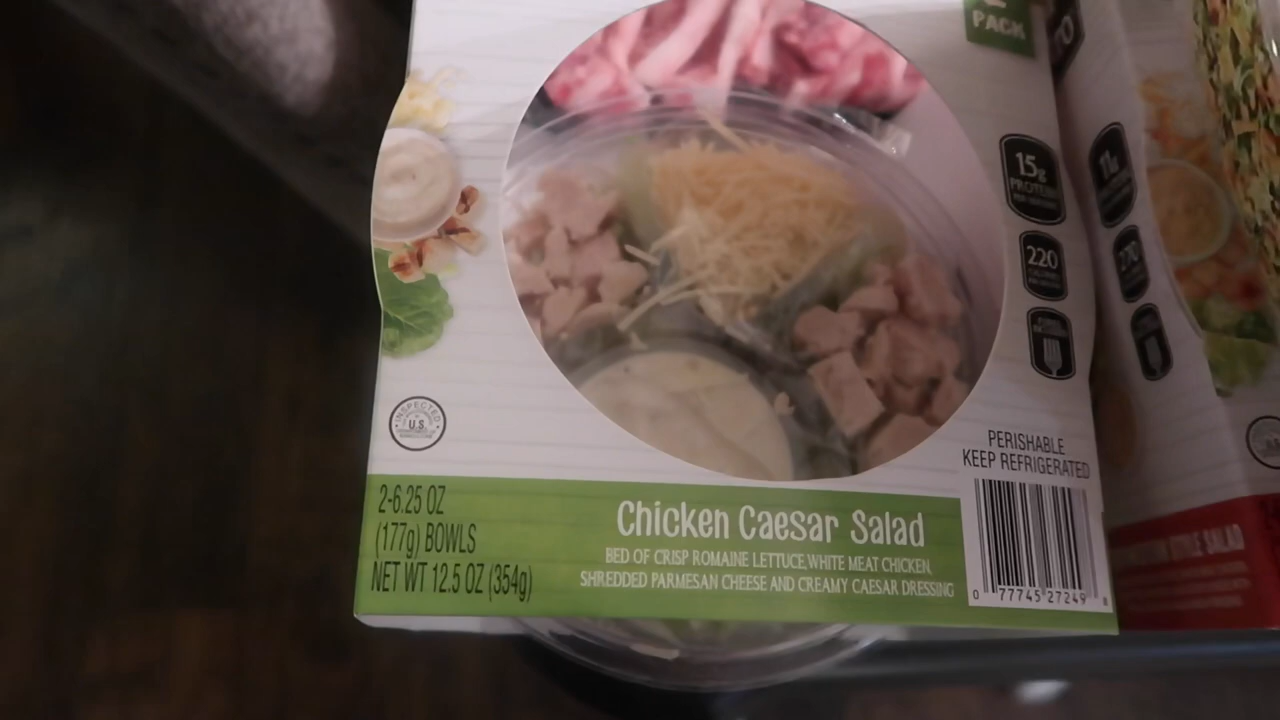 PACK
15g
PROTEIN
220
INSPECTED
U.S.
PERISHABLE
KEEP REFRIGERATED
2-6.25 OZ
(177g) BOWLS
NET WT 12.5 OZ (354g)
Chicken Caesar Salad
BED OF CRISP ROMAINE LETTUCE, WHITE MEAT CHICKEN,
SHREDDED PARMESAN CHEESE AND CREAMY CAESAR DRESSING
0 77745 27249 8
STYLE SALAD